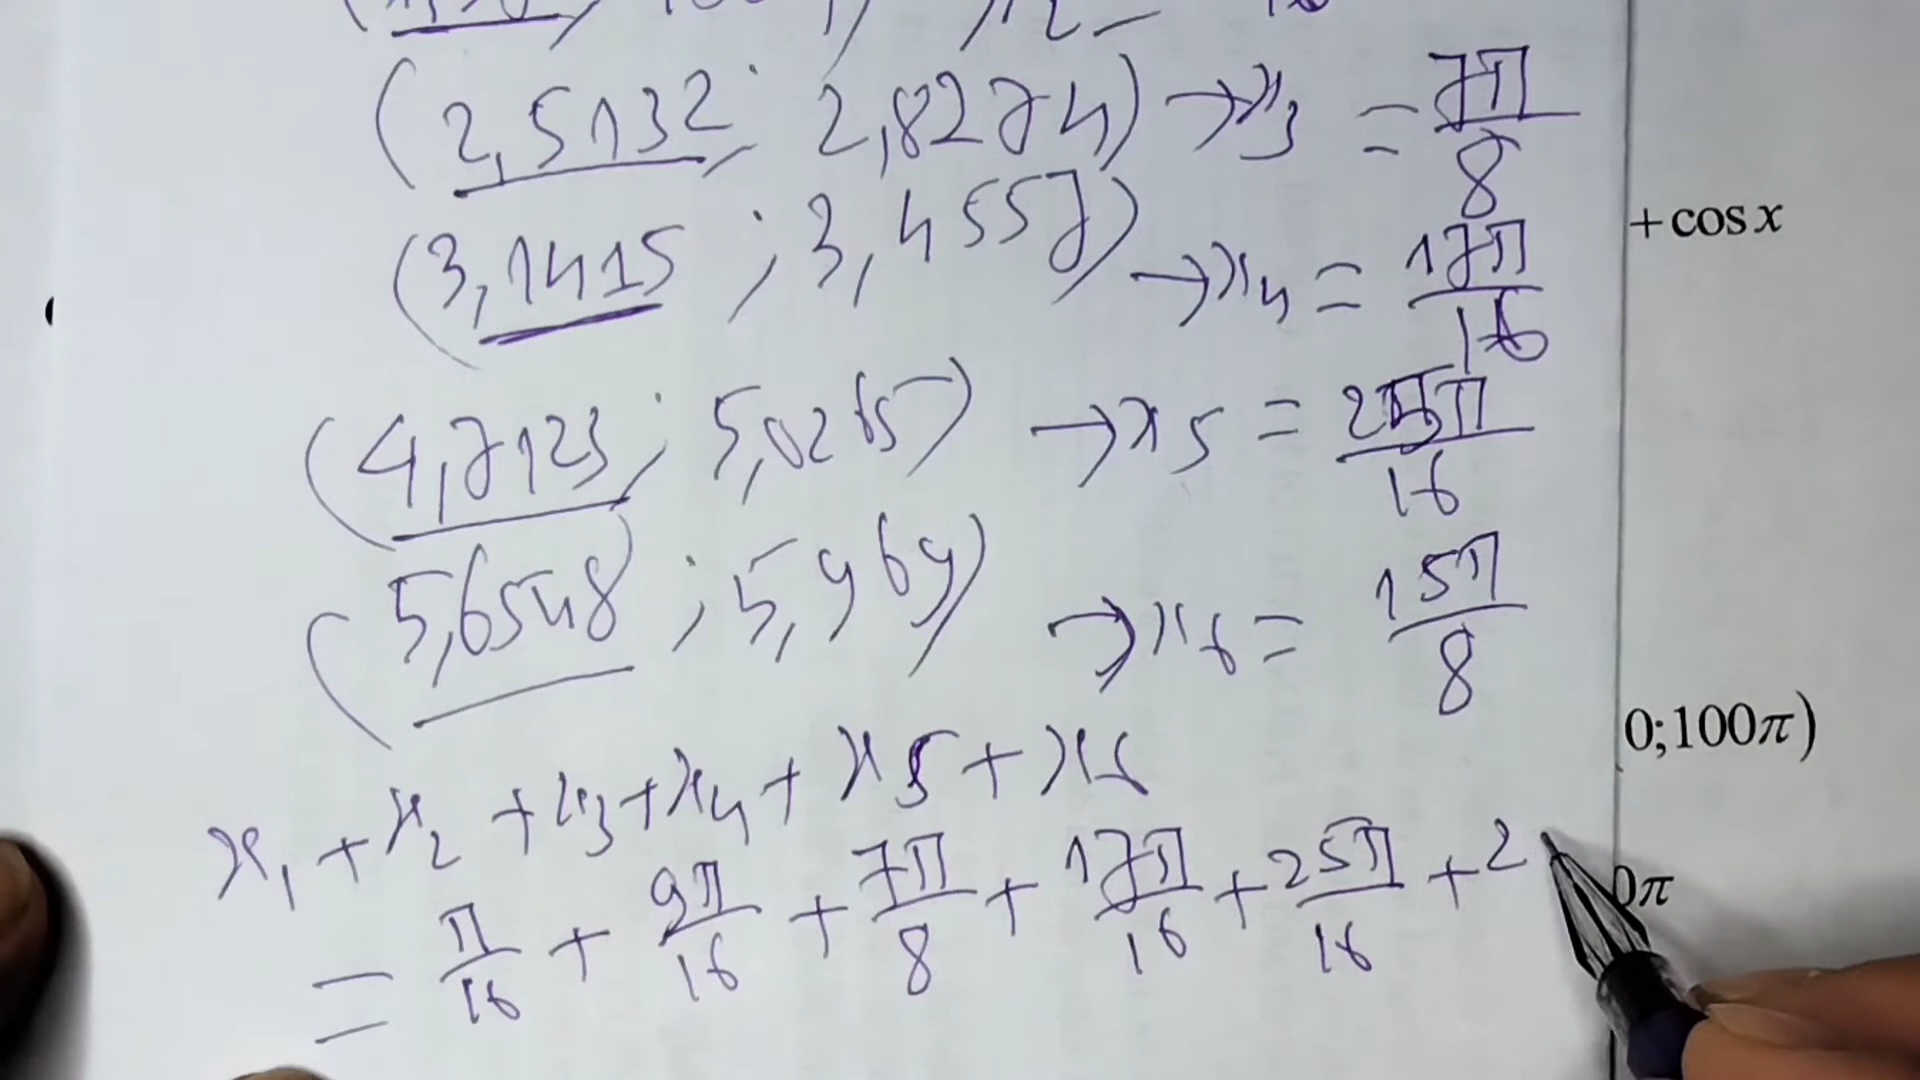 (2,5132; 2,8274) → x3 = 7π/8
(3,1415; 3,4557) → x4 = 17π/16
+cos x
(4,7123; 5,0265) → x5 = 25π/16
(5,6548; 5,969) → x6 = 15π/8
0;100π)
x1 + x2 + x3 + x4 + x5 + x6
= π/16 + 9π/16 + 7π/8 + 17π/16 + 25π/16 + 2
0π